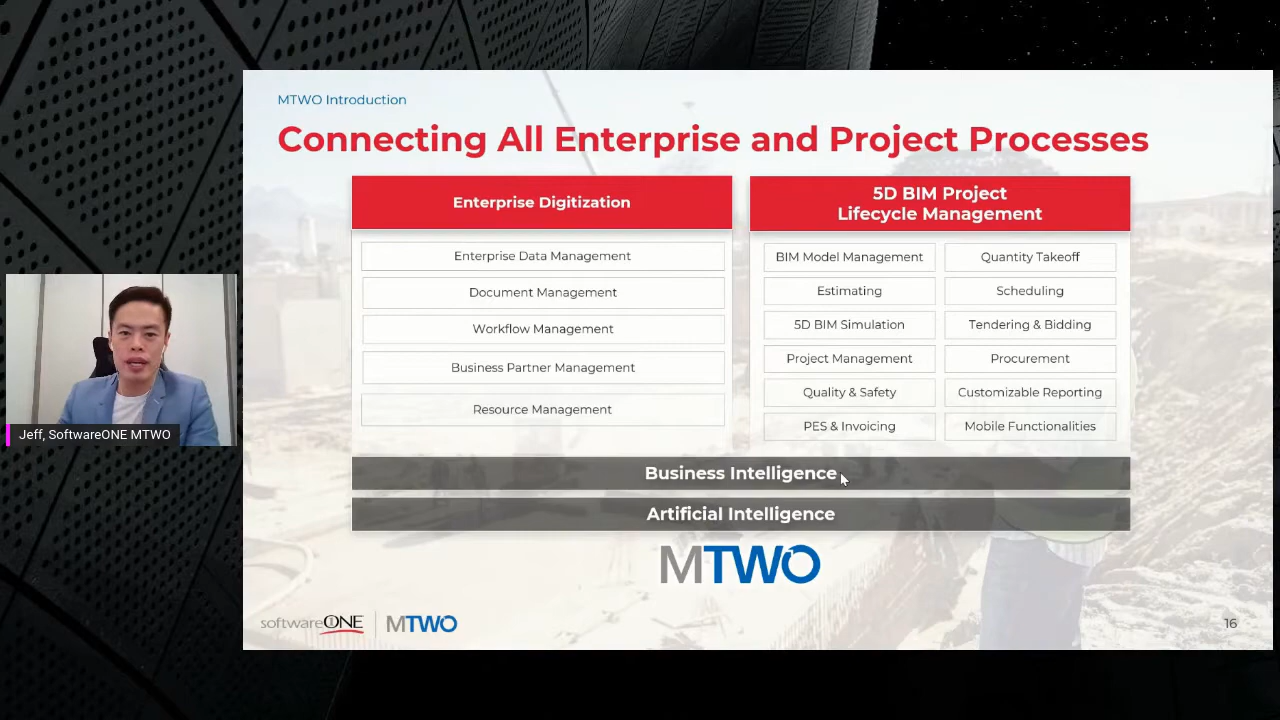 MTWO Introduction
Connecting All Enterprise and Project Processes
Enterprise Digitization
Enterprise Data Management
Document Management
Workflow Management
Business Partner Management
Resource Management
5D BIM Project
Lifecycle Management
BIM Model Management
Quantity Takeoff
Estimating
Scheduling
5D BIM Simulation
Tendering & Bidding
Project Management
Procurement
Quality & Safety
Customizable Reporting
PES & Invoicing
Mobile Functionalities
Business Intelligence
Artificial Intelligence
MTWO
softwareONE
MTWO
16
Jeff, SoftwareONE MTWO